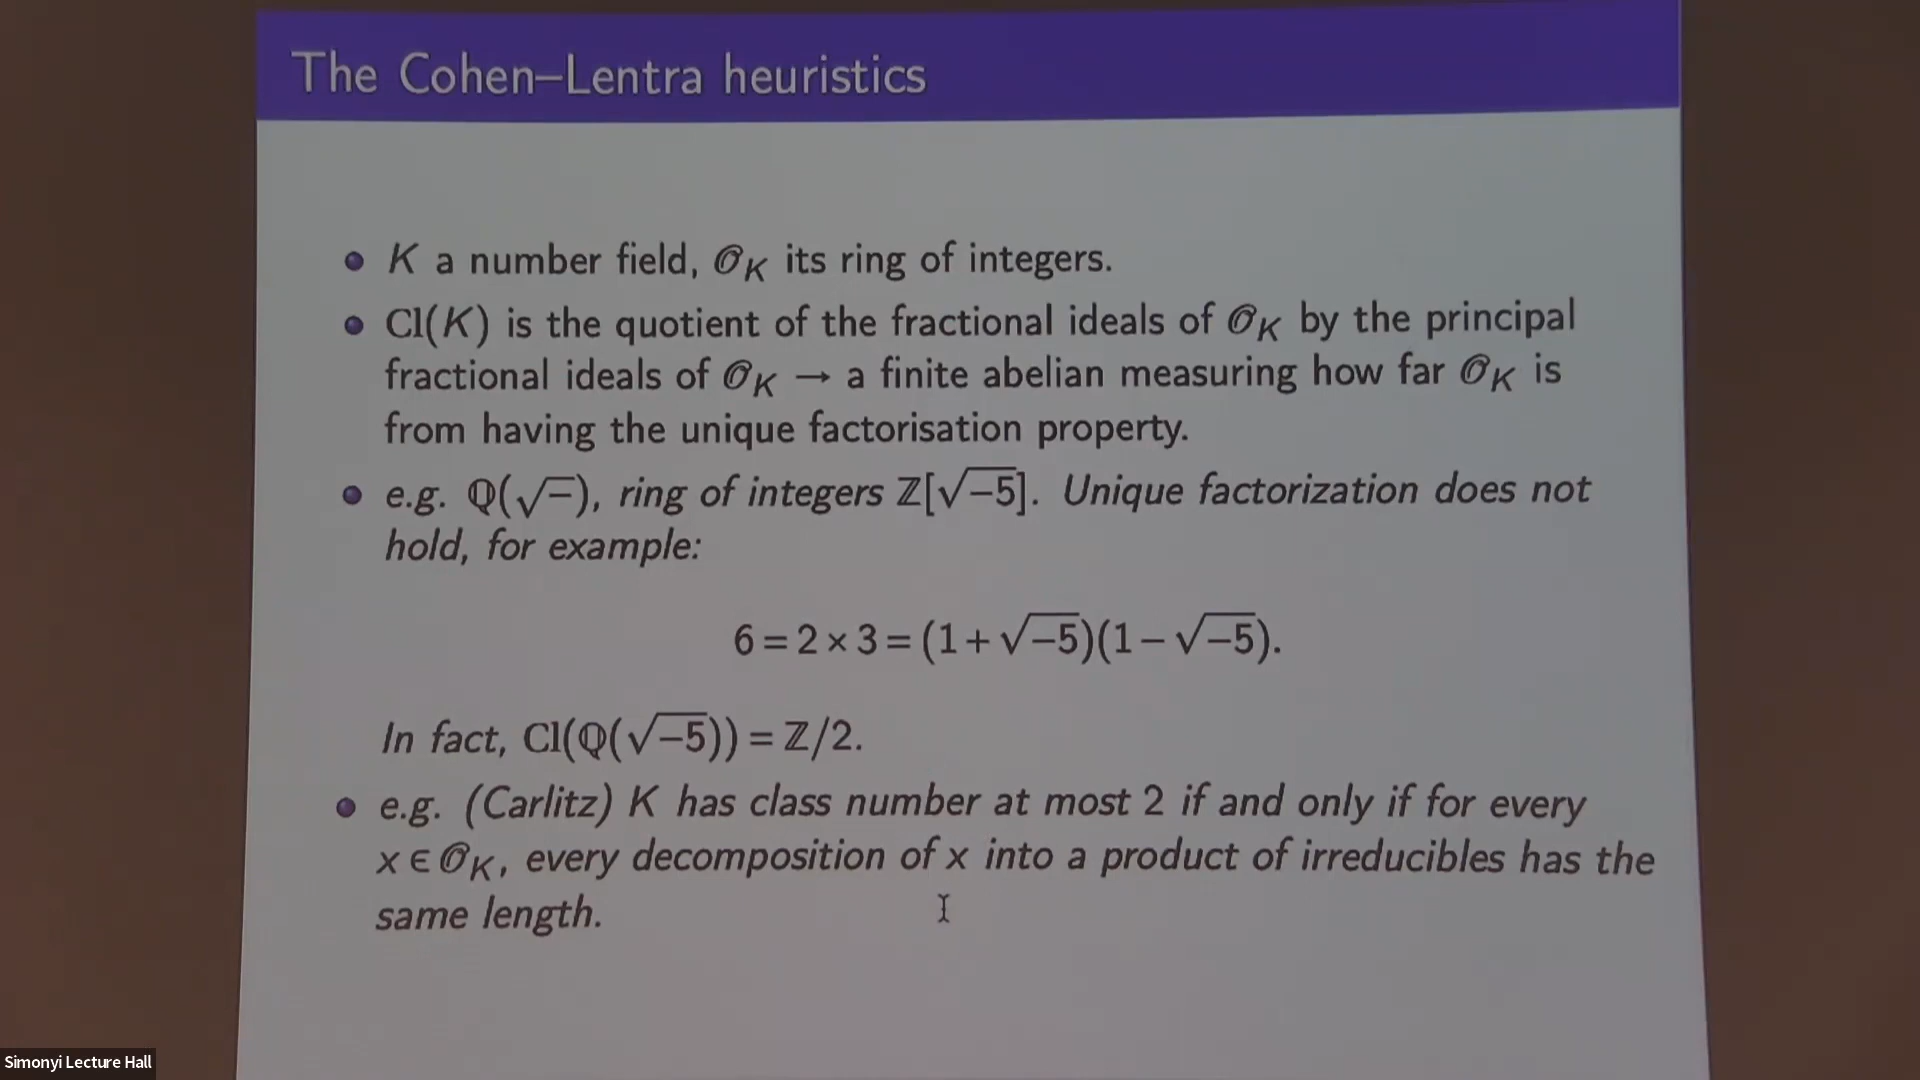 The Cohen–Lentra heuristics
K a number field, 𝒪_K its ring of integers.
Cl(K) is the quotient of the fractional ideals of 𝒪_K by the principal
fractional ideals of 𝒪_K → a finite abelian measuring how far 𝒪_K is
from having the unique factorisation property.
e.g. ℚ(√−), ring of integers ℤ[√−5]. Unique factorization does not
hold, for example:
6 = 2 × 3 = (1 + √−5)(1 − √−5).
In fact, Cl(ℚ(√−5)) = ℤ/2.
e.g. (Carlitz) K has class number at most 2 if and only if for every
x ∈ 𝒪_K, every decomposition of x into a product of irreducibles has the
same length.
Simonyi Lecture Hall